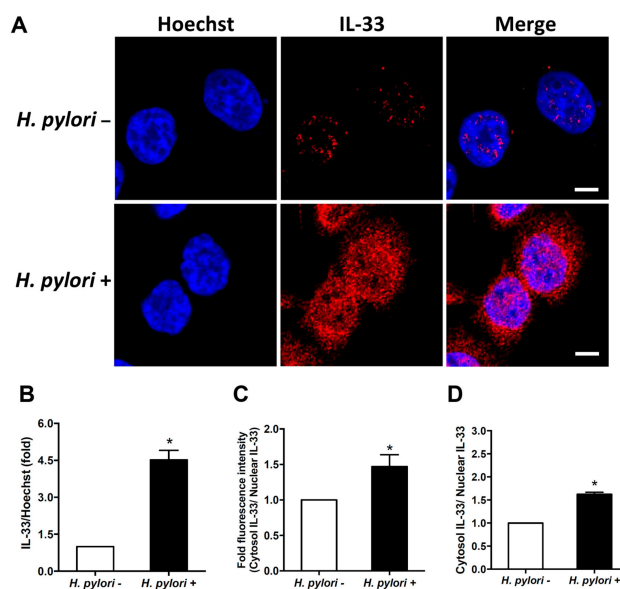 A
Hoechst
IL-33
Merge
H. pylori –
H. pylori +
B
IL-33/Hoechst (fold)
6.0
4.5
3.0
1.5
0.0
*
H. pylori -
H. pylori +
C
Fold fluorescence intensity
(Cytosol IL-33/ Nuclear IL-33)
2.0
1.5
1.0
0.5
0.0
*
H. pylori -
H. pylori +
D
Cytosol IL-33/ Nuclear IL-33
3.0
2.5
2.0
1.5
1.0
0.5
0.0
*
H. pylori -
H. pylori +